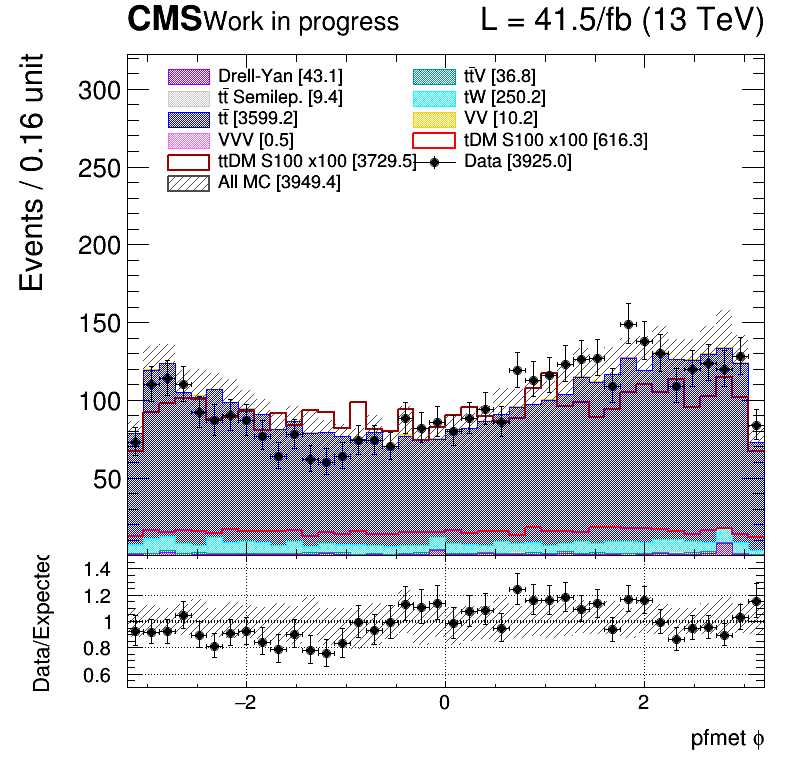 CMS Work in progress L = 41.5/fb (13 TeV)
Events / 0.16 unit
300
250
200
150
100
50
Drell-Yan [43.1] tt̄V [36.8]
tt̄ Semilep. [9.4] tW [250.2]
tt̄ [3599.2] VV [10.2]
VVV [0.5] tDM S100 x100 [616.3]
ttDM S100 x100 [3729.5] Data [3925.0]
All MC [3949.4]
Data/Expected
1.4
1.2
1
0.8
0.6
−2 0 2
pfmet ϕ